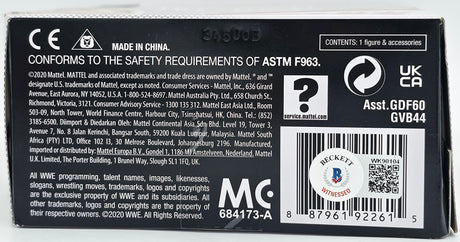 34600B
CE
MADE IN CHINA.
CONTENTS: 1 figure & accessories
CONFORMS TO THE SAFETY REQUIREMENTS OF ASTM F963.
©2020 Mattel. MATTEL and associated trademarks and trade dress are owned by Mattel. ® and ™
designate U.S. trademarks of Mattel, except as noted. Consumer Services - Mattel, Inc., 636 Girard
Avenue, East Aurora, NY 14052, U.S.A. 1-800-524-8697. Mattel Australia Pty. Ltd., 658 Church St.,
Richmond, Victoria, 3121. Consumer Advisory Service - 1300 135 312. Mattel East Asia Ltd., Room
503-09, North Tower, World Finance Centre, Harbour City, Tsimshatsui, HK, China. Tel.: (852)
3185-6500. Diimport & Diedarkan Oleh: Mattel Continental Asia Sdn Bhd. Level 19, Tower 3,
Avenue 7, No. 8 Jalan Kerinchi, Bangsar South, 59200 Kuala Lumpur, Malaysia. Mattel South Africa
(PTY) LTD, Office 102 I3, 30 Melrose Boulevard, Johannesburg 2196. Manufactured, imported
or distributed by: Mattel Europa B.V., Gondel 1, 1186 MJ Amstelveen, Nederland. Mattel
U.K. Limited, The Porter Building, 1 Brunel Way, Slough SL1 1FQ, UK.
?
service.mattel.com
UK
CA
Asst.GDF60
GVB44
All WWE programming, talent names, images, likenesses,
slogans, wrestling moves, trademarks, logos and copyrights are
the exclusive property of WWE and its subsidiaries. All
other trademarks, logos and copyrights are the property of
their respective owners. ©2020 WWE. All Rights Reserved.
MC
684173-A
BECKETT
B
WITNESSED
WK90104
8 87961 92261 5